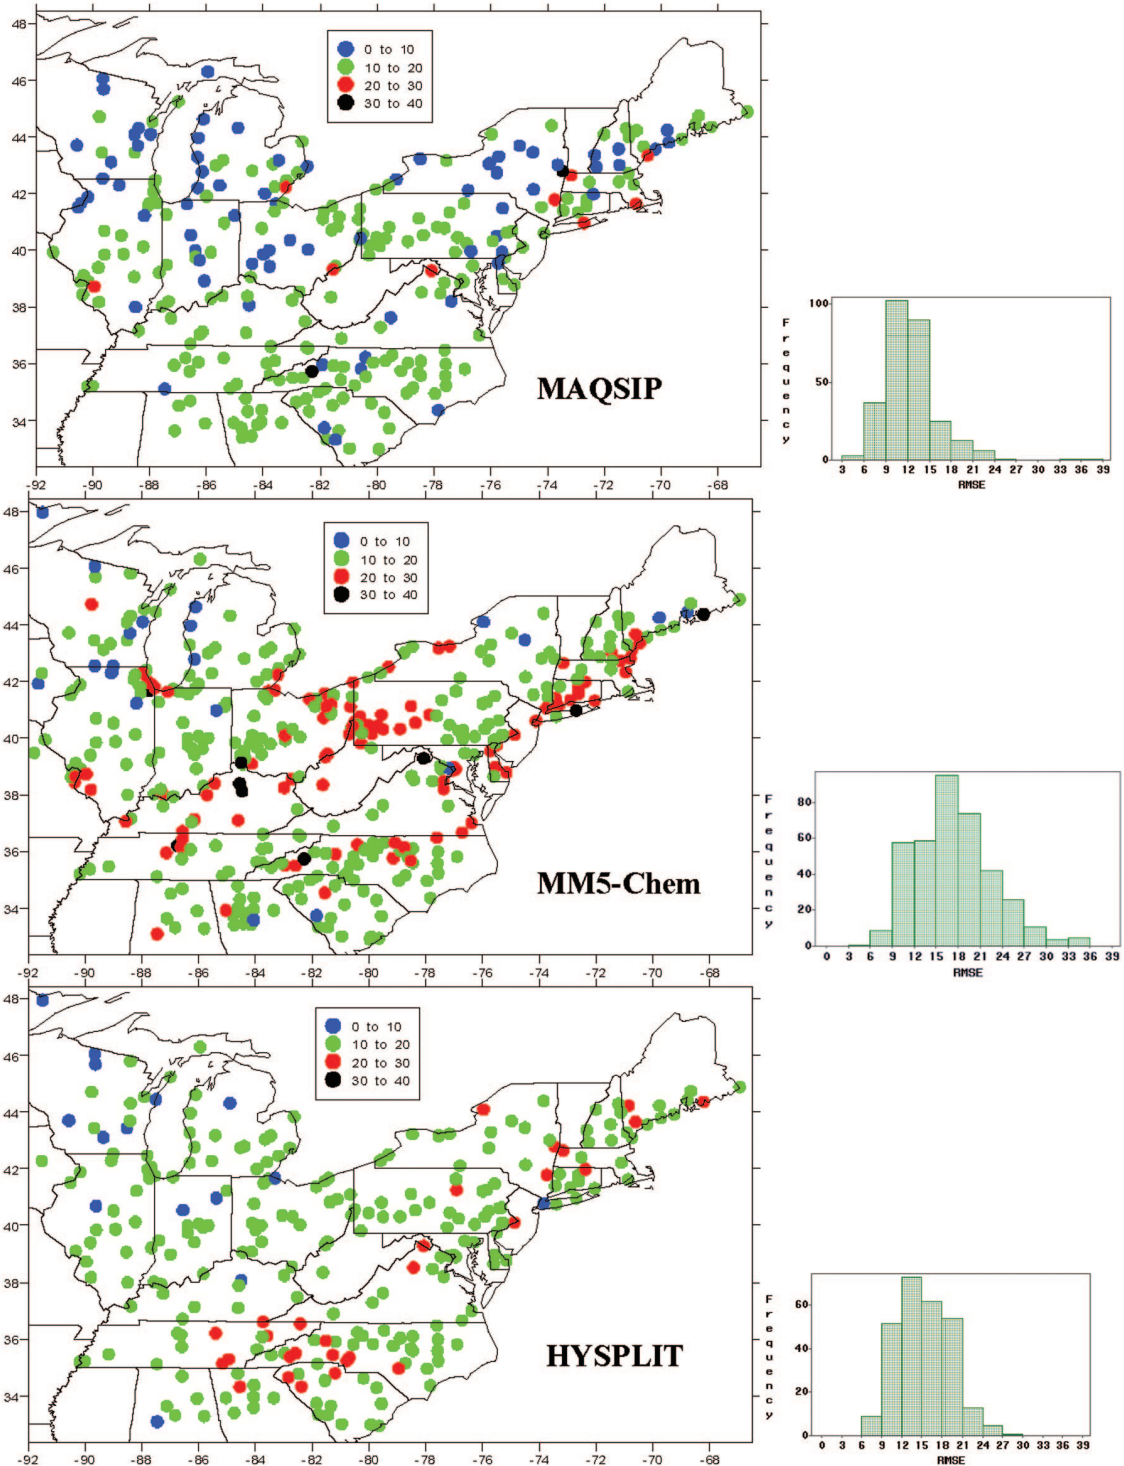 48
46
44
42
40
38
36
34
0 to 10
10 to 20
20 to 30
30 to 40
MAQSIP
-92 -90 -88 -86 -84 -82 -80 -78 -76 -74 -72 -70 -68
Frequency
100
50
0
3 6 9 12 15 18 21 24 27 30 33 36 39
RMSE
48
46
44
42
40
38
36
34
0 to 10
10 to 20
20 to 30
30 to 40
MM5-Chem
-92 -90 -88 -86 -84 -82 -80 -78 -76 -74 -72 -70 -68
Frequency
80
60
40
20
0
0 3 6 9 12 15 18 21 24 27 30 33 36 39
RMSE
48
46
44
42
40
38
36
34
0 to 10
10 to 20
20 to 30
30 to 40
HYSPLIT
-92 -90 -88 -86 -84 -82 -80 -78 -76 -74 -72 -70 -68
Frequency
60
40
20
0
0 3 6 9 12 15 18 21 24 27 30 33 36 39
RMSE